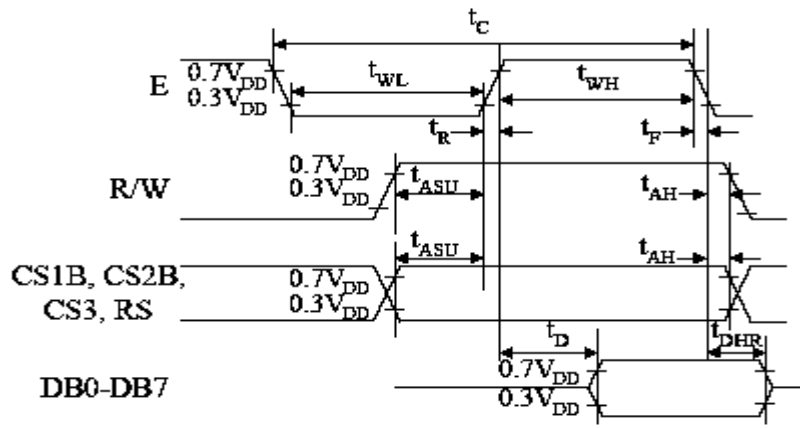 tC
E
0.7VDD
0.3VDD
tWL
tWH
tR
tF
R/W
0.7VDD
0.3VDD
tASU
tAH
CS1B, CS2B,
CS3, RS
0.7VDD
0.3VDD
tASU
tAH
tD
tDHR
DB0-DB7
0.7VDD
0.3VDD